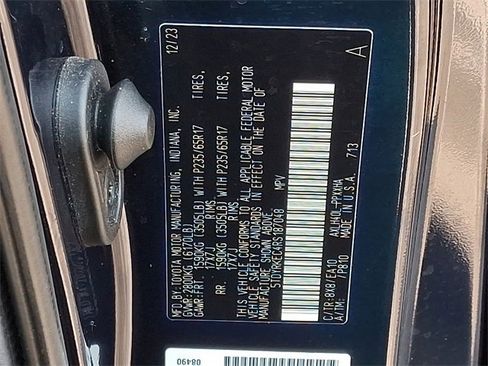 MFD. BY: TOYOTA MOTOR MANUFACTURING, INDIANA, INC. 12/23
GVWR: 2800KG (6170LB)
GAWR: FRT. 1590KG (3505LB) WITH P235/65R17 TIRES,
17X7J RIMS
RR. 1590KG (3505LB) WITH P235/65R17 TIRES,
17X7J RIMS
THIS VEHICLE CONFORMS TO ALL APPLICABLE FEDERAL MOTOR
VEHICLE SAFETY STANDARDS IN EFFECT ON THE DATE OF
MANUFACTURE SHOWN ABOVE.
MPV
A
C/TR: 8X8/EA10
A/TM: /P810
MADE IN U.S.A. 713
08490